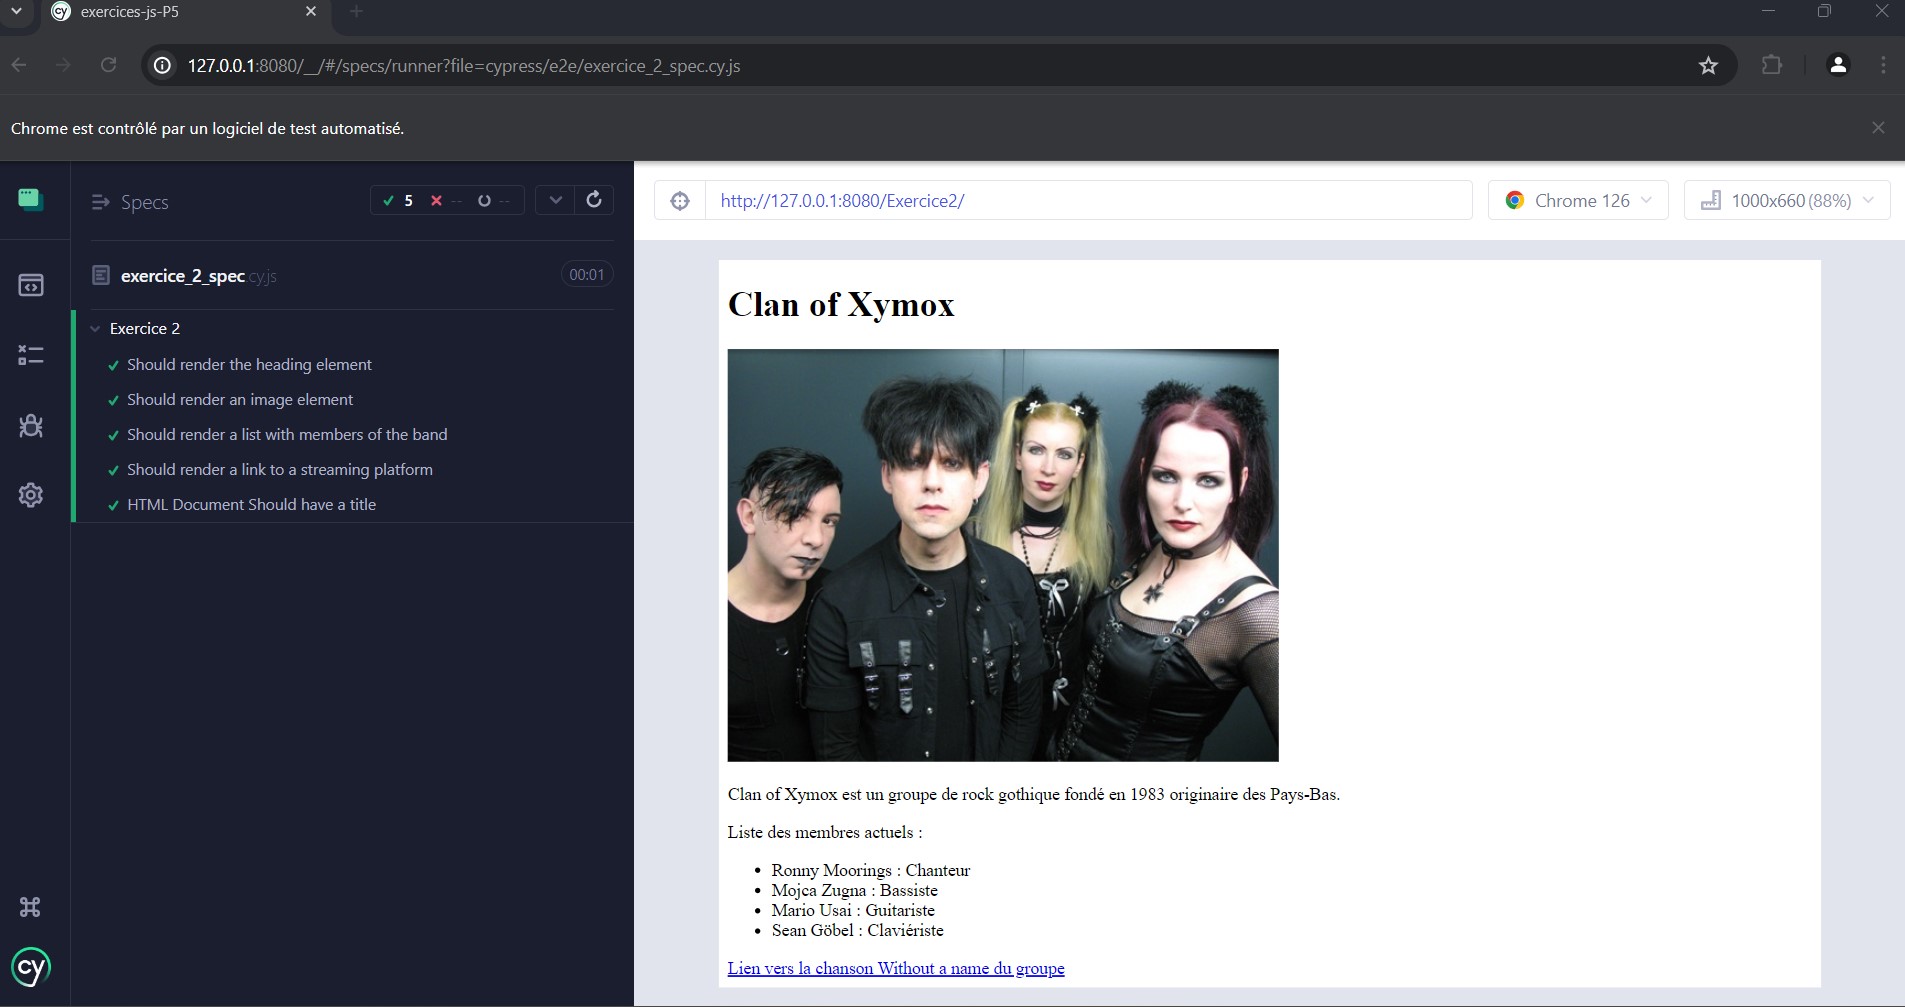 exercices-js-P5
127.0.0.1:8080/__/#/specs/runner?file=cypress/e2e/exercice_2_spec.cy.js
Chrome est contrôlé par un logiciel de test automatisé.
Specs
5 -- --
exercice_2_spec.cy.js
00:01
Exercice 2
Should render the heading element
Should render an image element
Should render a list with members of the band
Should render a link to a streaming platform
HTML Document Should have a title
cy
http://127.0.0.1:8080/Exercice2/
Chrome 126
1000x660 (88%)
Clan of Xymox
Clan of Xymox est un groupe de rock gothique fondé en 1983 originaire des Pays-Bas.
Liste des membres actuels :
• Ronny Moorings : Chanteur
• Mojca Zugna : Bassiste
• Mario Usai : Guitariste
• Sean Göbel : Claviériste
Lien vers la chanson Without a name du groupe